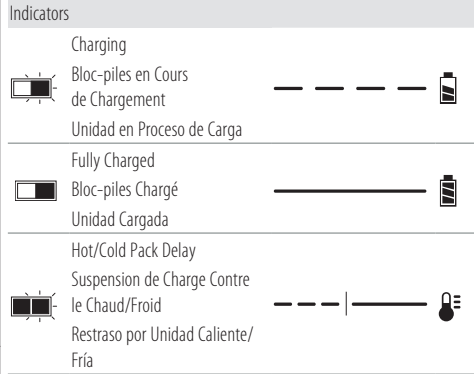 Indicators
Charging
Bloc-piles en Cours
de Chargement
Unidad en Proceso de Carga
Fully Charged
Bloc-piles Chargé
Unidad Cargada
Hot/Cold Pack Delay
Suspension de Charge Contre
le Chaud/Froid
Restraso por Unidad Caliente/
Fría